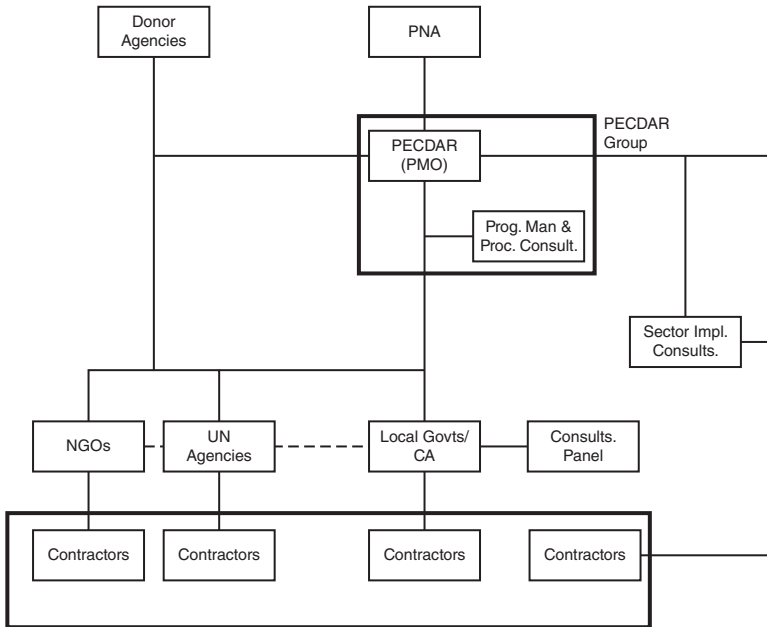 Donor
Agencies
PNA
PECDAR
Group
PECDAR
(PMO)
Prog. Man &
Proc. Consult.
Sector Impl.
Consults.
NGOs
UN
Agencies
Local Govts/
CA
Consults.
Panel
Contractors
Contractors
Contractors
Contractors